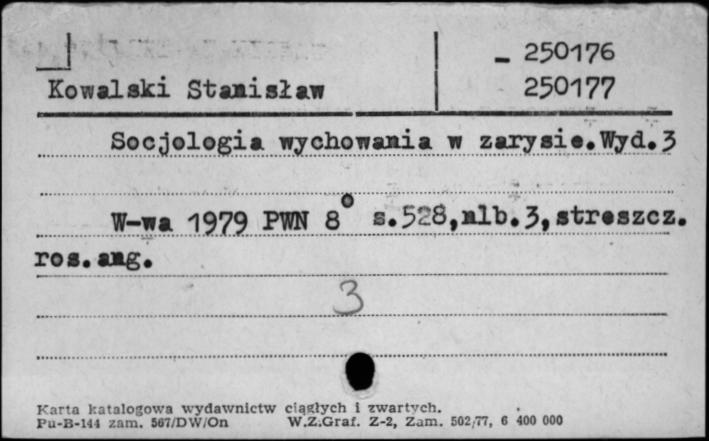 - 250176
Kowalski Stanisław 250177
Socjologia wychowania w zarysie.Wyd.3
W-wa 1979 PWN 8° s.528,nlb.3,streszcz.
ros.ang.
3
Karta katalogowa wydawnictw ciągłych i zwartych.
Pu-B-144 zam. 567/DW/On W.Z.Graf. Z-2, Zam. 502/77, 6 400 000